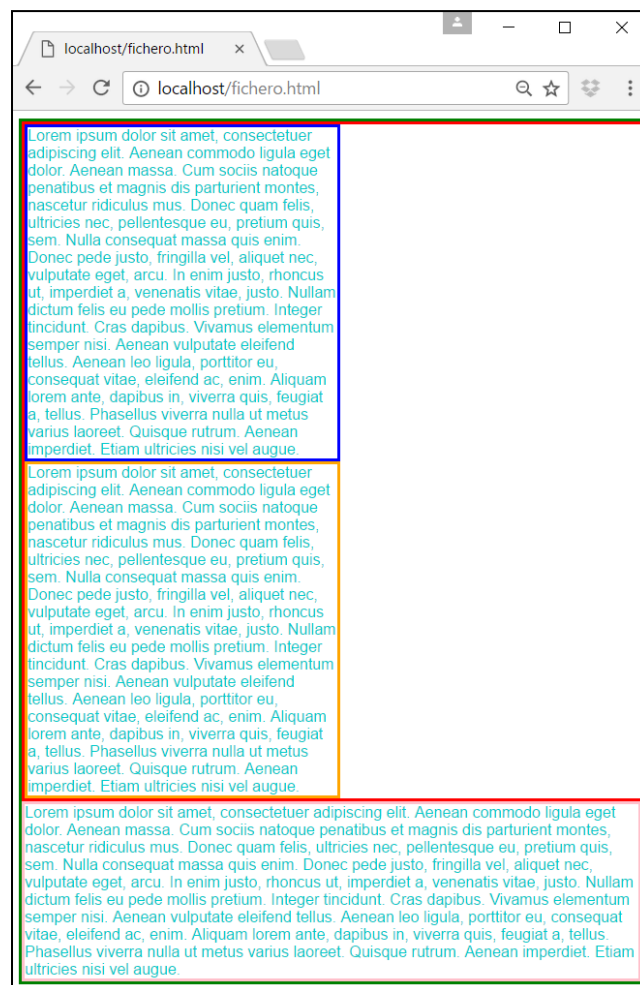 localhost/fichero.html
localhost/fichero.html
Lorem ipsum dolor sit amet, consectetuer
adipiscing elit. Aenean commodo ligula eget
dolor. Aenean massa. Cum sociis natoque
penatibus et magnis dis parturient montes,
nascetur ridiculus mus. Donec quam felis,
ultricies nec, pellentesque eu, pretium quis,
sem. Nulla consequat massa quis enim.
Donec pede justo, fringilla vel, aliquet nec,
vulputate eget, arcu. In enim justo, rhoncus
ut, imperdiet a, venenatis vitae, justo. Nullam
dictum felis eu pede mollis pretium. Integer
tincidunt. Cras dapibus. Vivamus elementum
semper nisi. Aenean vulputate eleifend
tellus. Aenean leo ligula, porttitor eu,
consequat vitae, eleifend ac, enim. Aliquam
lorem ante, dapibus in, viverra quis, feugiat
a, tellus. Phasellus viverra nulla ut metus
varius laoreet. Quisque rutrum. Aenean
imperdiet. Etiam ultricies nisi vel augue.
Lorem ipsum dolor sit amet, consectetuer
adipiscing elit. Aenean commodo ligula eget
dolor. Aenean massa. Cum sociis natoque
penatibus et magnis dis parturient montes,
nascetur ridiculus mus. Donec quam felis,
ultricies nec, pellentesque eu, pretium quis,
sem. Nulla consequat massa quis enim.
Donec pede justo, fringilla vel, aliquet nec,
vulputate eget, arcu. In enim justo, rhoncus
ut, imperdiet a, venenatis vitae, justo. Nullam
dictum felis eu pede mollis pretium. Integer
tincidunt. Cras dapibus. Vivamus elementum
semper nisi. Aenean vulputate eleifend
tellus. Aenean leo ligula, porttitor eu,
consequat vitae, eleifend ac, enim. Aliquam
lorem ante, dapibus in, viverra quis, feugiat
a, tellus. Phasellus viverra nulla ut metus
varius laoreet. Quisque rutrum. Aenean
imperdiet. Etiam ultricies nisi vel augue.
Lorem ipsum dolor sit amet, consectetuer adipiscing elit. Aenean commodo ligula eget
dolor. Aenean massa. Cum sociis natoque penatibus et magnis dis parturient montes,
nascetur ridiculus mus. Donec quam felis, ultricies nec, pellentesque eu, pretium quis,
sem. Nulla consequat massa quis enim. Donec pede justo, fringilla vel, aliquet nec,
vulputate eget, arcu. In enim justo, rhoncus ut, imperdiet a, venenatis vitae, justo. Nullam
dictum felis eu pede mollis pretium. Integer tincidunt. Cras dapibus. Vivamus elementum
semper nisi. Aenean vulputate eleifend tellus. Aenean leo ligula, porttitor eu, consequat
vitae, eleifend ac, enim. Aliquam lorem ante, dapibus in, viverra quis, feugiat a, tellus.
Phasellus viverra nulla ut metus varius laoreet. Quisque rutrum. Aenean imperdiet. Etiam
ultricies nisi vel augue.